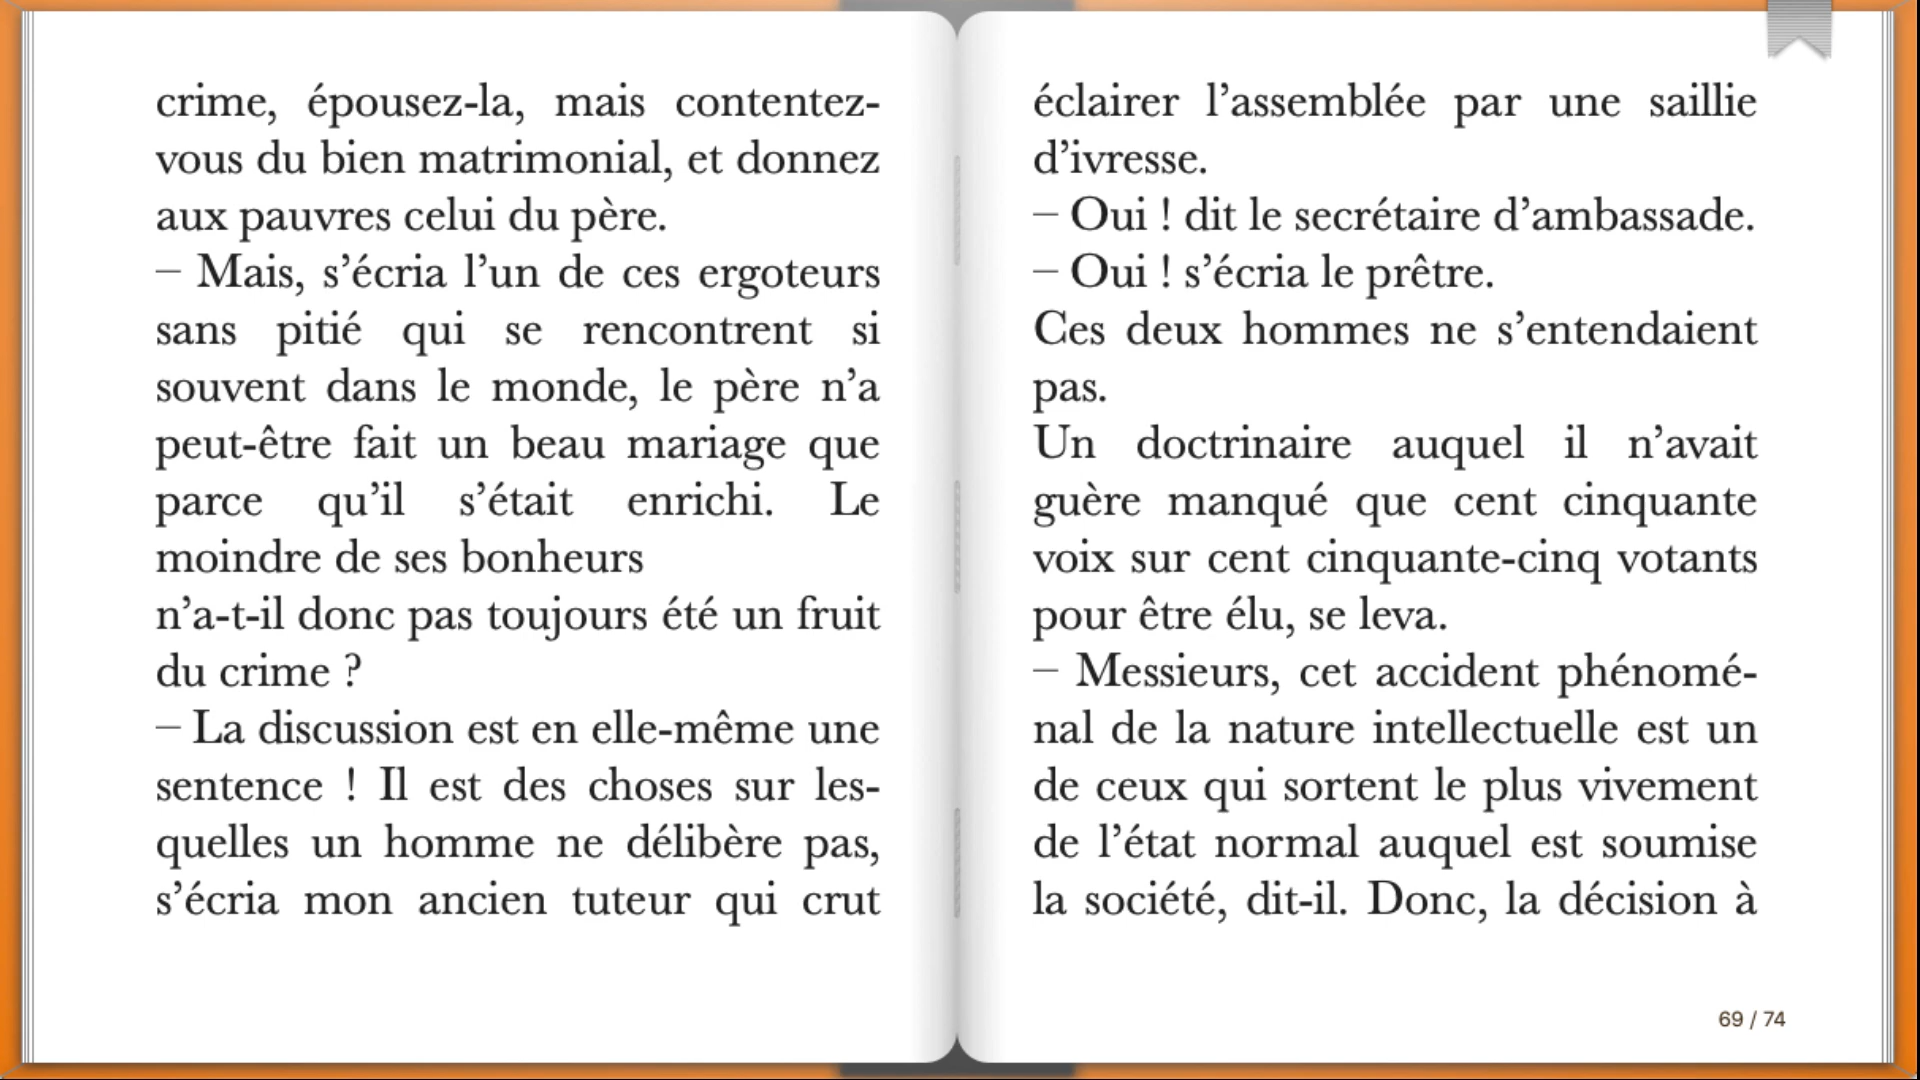 crime, épousez-la, mais contentez-
vous du bien matrimonial, et donnez
aux pauvres celui du père.
– Mais, s’écria l’un de ces ergoteurs
sans pitié qui se rencontrent si
souvent dans le monde, le père n’a
peut-être fait un beau mariage que
parce qu’il s’était enrichi. Le
moindre de ses bonheurs
n’a-t-il donc pas toujours été un fruit
du crime ?
– La discussion est en elle-même une
sentence ! Il est des choses sur les-
quelles un homme ne délibère pas,
s’écria mon ancien tuteur qui crut
éclairer l’assemblée par une saillie
d’ivresse.
– Oui ! dit le secrétaire d’ambassade.
– Oui ! s’écria le prêtre.
Ces deux hommes ne s’entendaient
pas.
Un doctrinaire auquel il n’avait
guère manqué que cent cinquante
voix sur cent cinquante-cinq votants
pour être élu, se leva.
– Messieurs, cet accident phénomé-
nal de la nature intellectuelle est un
de ceux qui sortent le plus vivement
de l’état normal auquel est soumise
la société, dit-il. Donc, la décision à
69 / 74